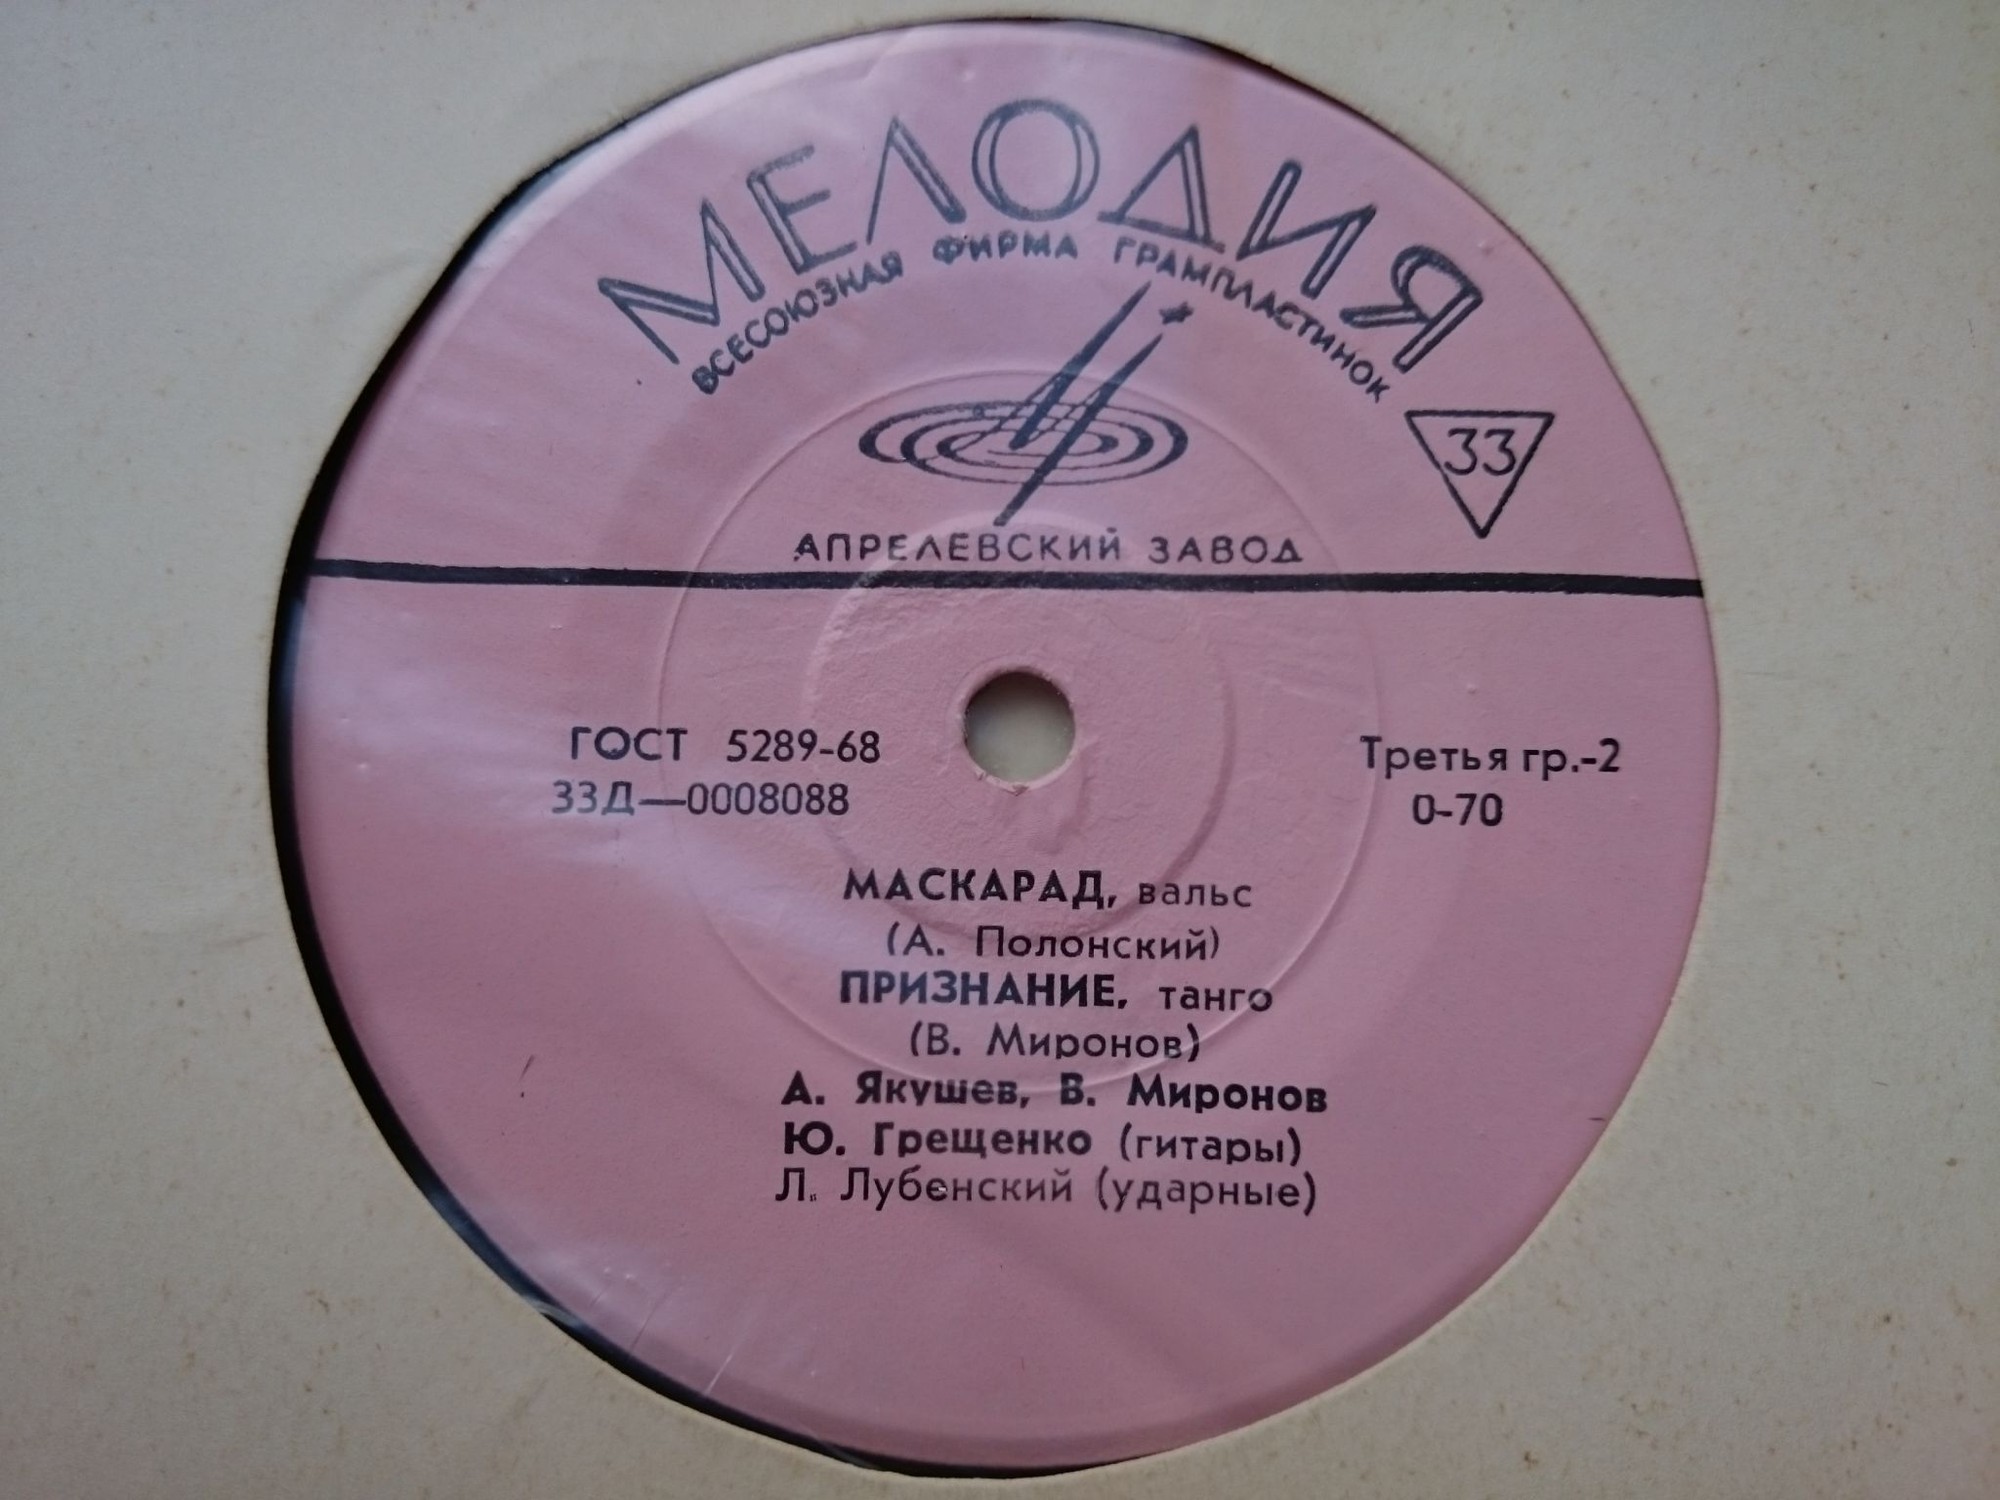 МЕЛОДИЯ
ВСЕСОЮЗНАЯ ФИРМА ГРАМПЛАСТИНОК
33
АПРЕЛЕВСКИЙ ЗАВОД
ГОСТ 5289-68
33Д—0008088
Третья гр.-2
0-70
МАСКАРАД, вальс
(А. Полонский)
ПРИЗНАНИЕ, танго
(В. Миронов)
А. Якушев, В. Миронов
Ю. Грещенко (гитары)
Л. Лубенский (ударные)